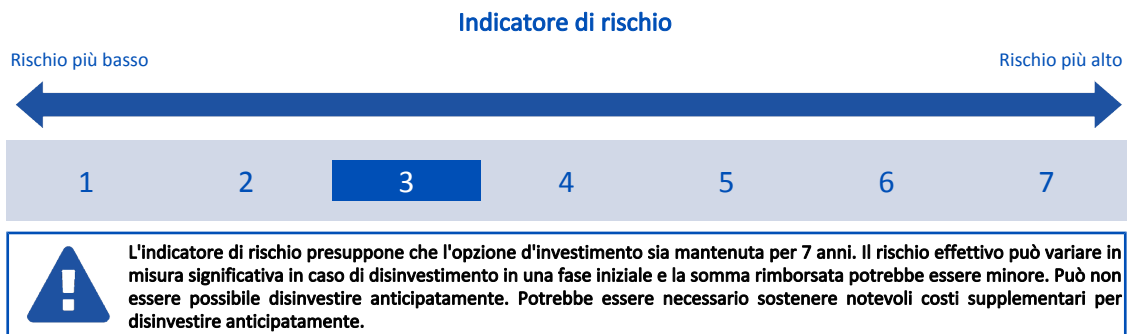 Indicatore di rischio
Rischio più basso
Rischio più alto
1 2 3 4 5 6 7
L'indicatore di rischio presuppone che l'opzione d'investimento sia mantenuta per 7 anni. Il rischio effettivo può variare in
misura significativa in caso di disinvestimento in una fase iniziale e la somma rimborsata potrebbe essere minore. Può non
essere possibile disinvestire anticipatamente. Potrebbe essere necessario sostenere notevoli costi supplementari per
disinvestire anticipatamente.